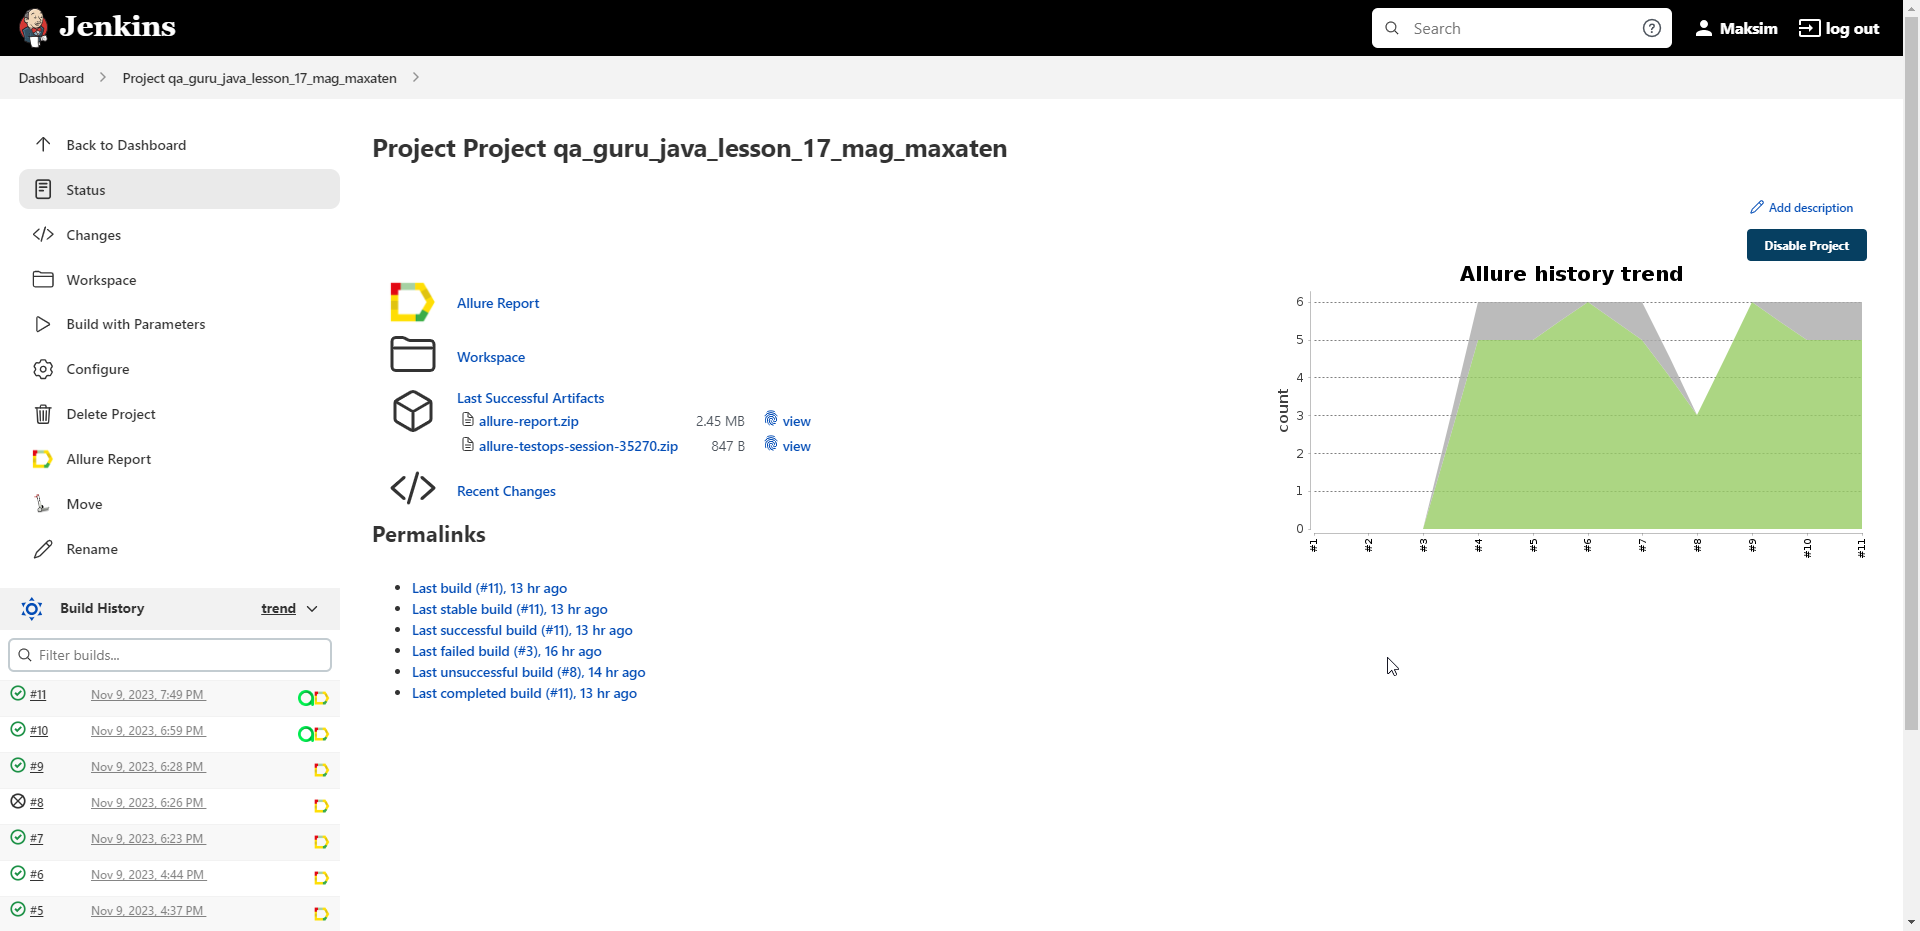 Jenkins
Search
Maksim
log out
Dashboard
Project qa_guru_java_lesson_17_mag_maxaten
Back to Dashboard
Status
Changes
Workspace
Build with Parameters
Configure
Delete Project
Allure Report
Move
Rename
Build History
trend
Filter builds...
#11 Nov 9, 2023, 7:49 PM
#10 Nov 9, 2023, 6:59 PM
#9 Nov 9, 2023, 6:28 PM
#8 Nov 9, 2023, 6:26 PM
#7 Nov 9, 2023, 6:23 PM
#6 Nov 9, 2023, 4:44 PM
#5 Nov 9, 2023, 4:37 PM
Project Project qa_guru_java_lesson_17_mag_maxaten
Add description
Disable Project
Allure Report
Workspace
Last Successful Artifacts
allure-report.zip 2.45 MB view
allure-testops-session-35270.zip 847 B view
Recent Changes
Permalinks
Last build (#11), 13 hr ago
Last stable build (#11), 13 hr ago
Last successful build (#11), 13 hr ago
Last failed build (#3), 16 hr ago
Last unsuccessful build (#8), 14 hr ago
Last completed build (#11), 13 hr ago
Allure history trend
count
6
5
4
3
2
1
0
#1 #2 #3 #4 #5 #6 #7 #8 #9 #10 #11